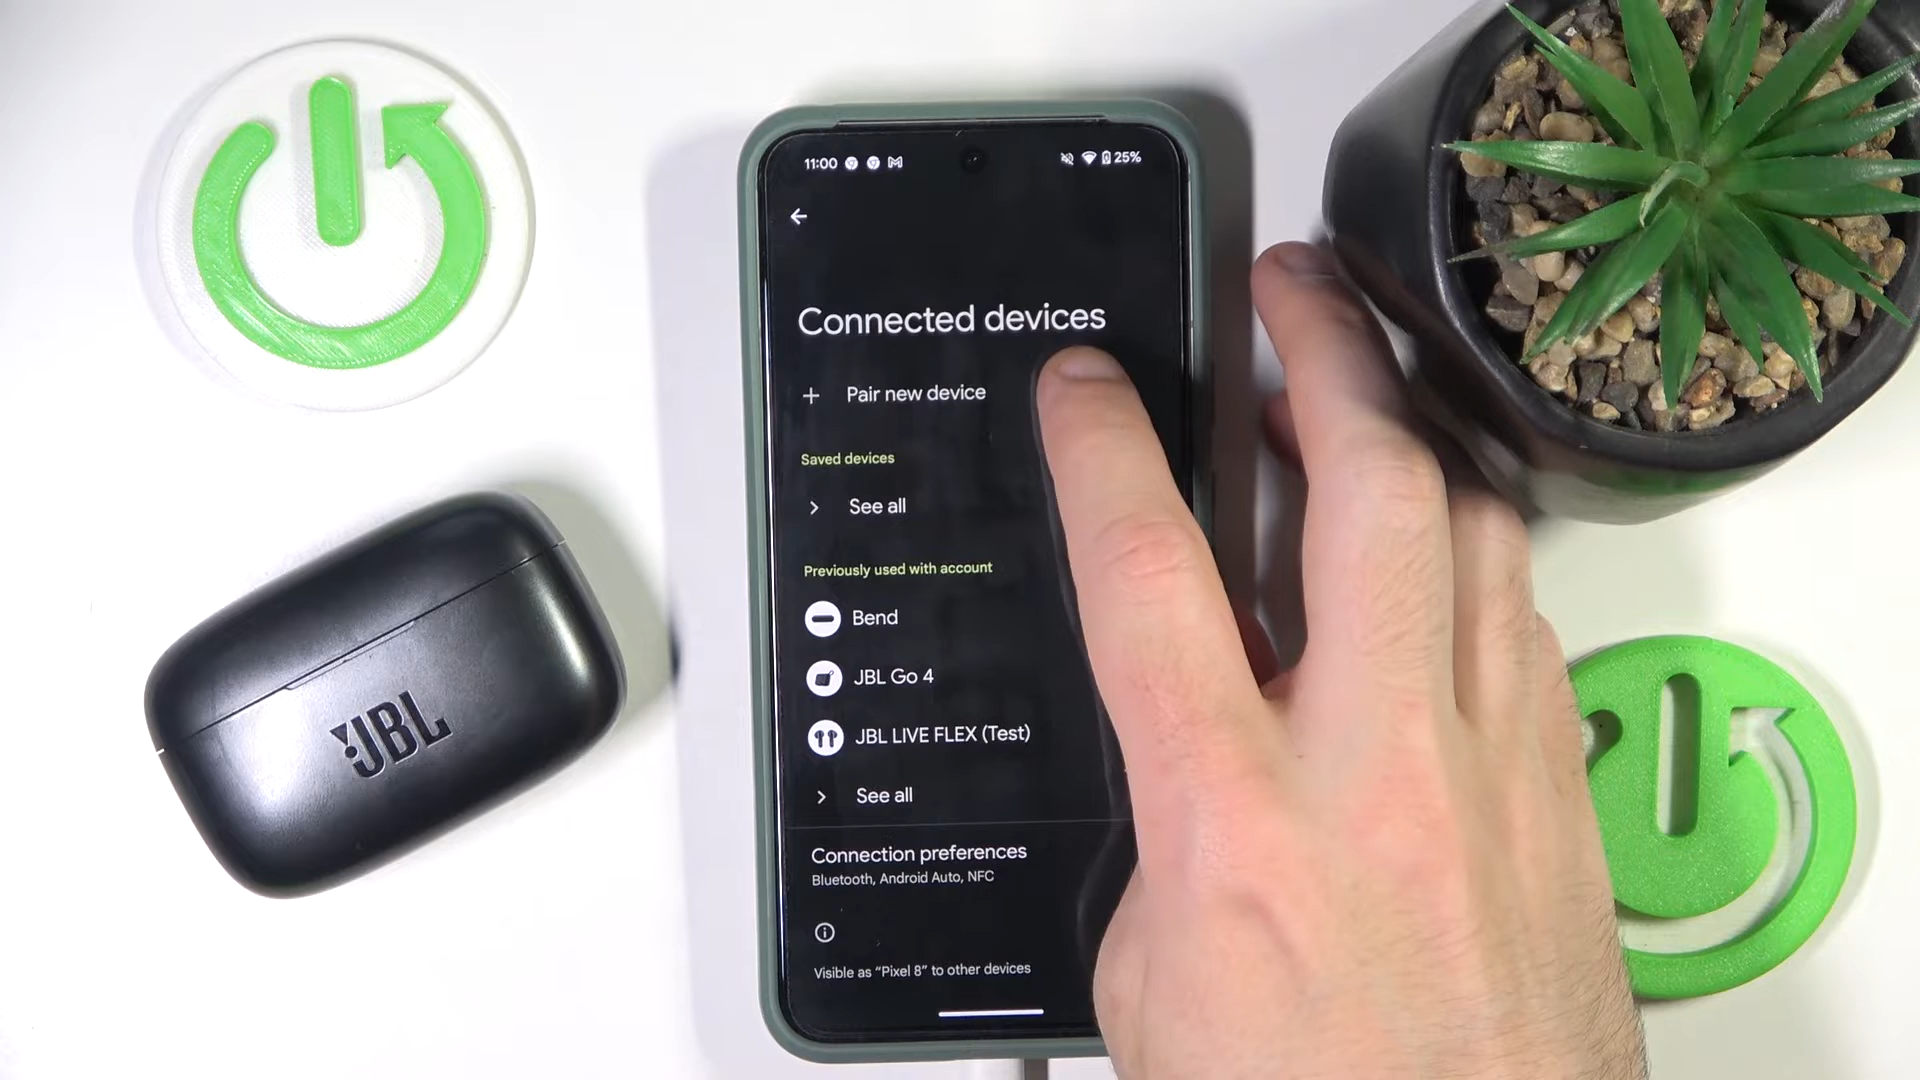 11:00
25%
Connected devices
+ Pair new device
Saved devices
See all
Previously used with account
Bend
JBL Go 4
JBL LIVE FLEX (Test)
See all
Connection preferences
Bluetooth, Android Auto, NFC
Visible as “Pixel 8” to other devices
JBL